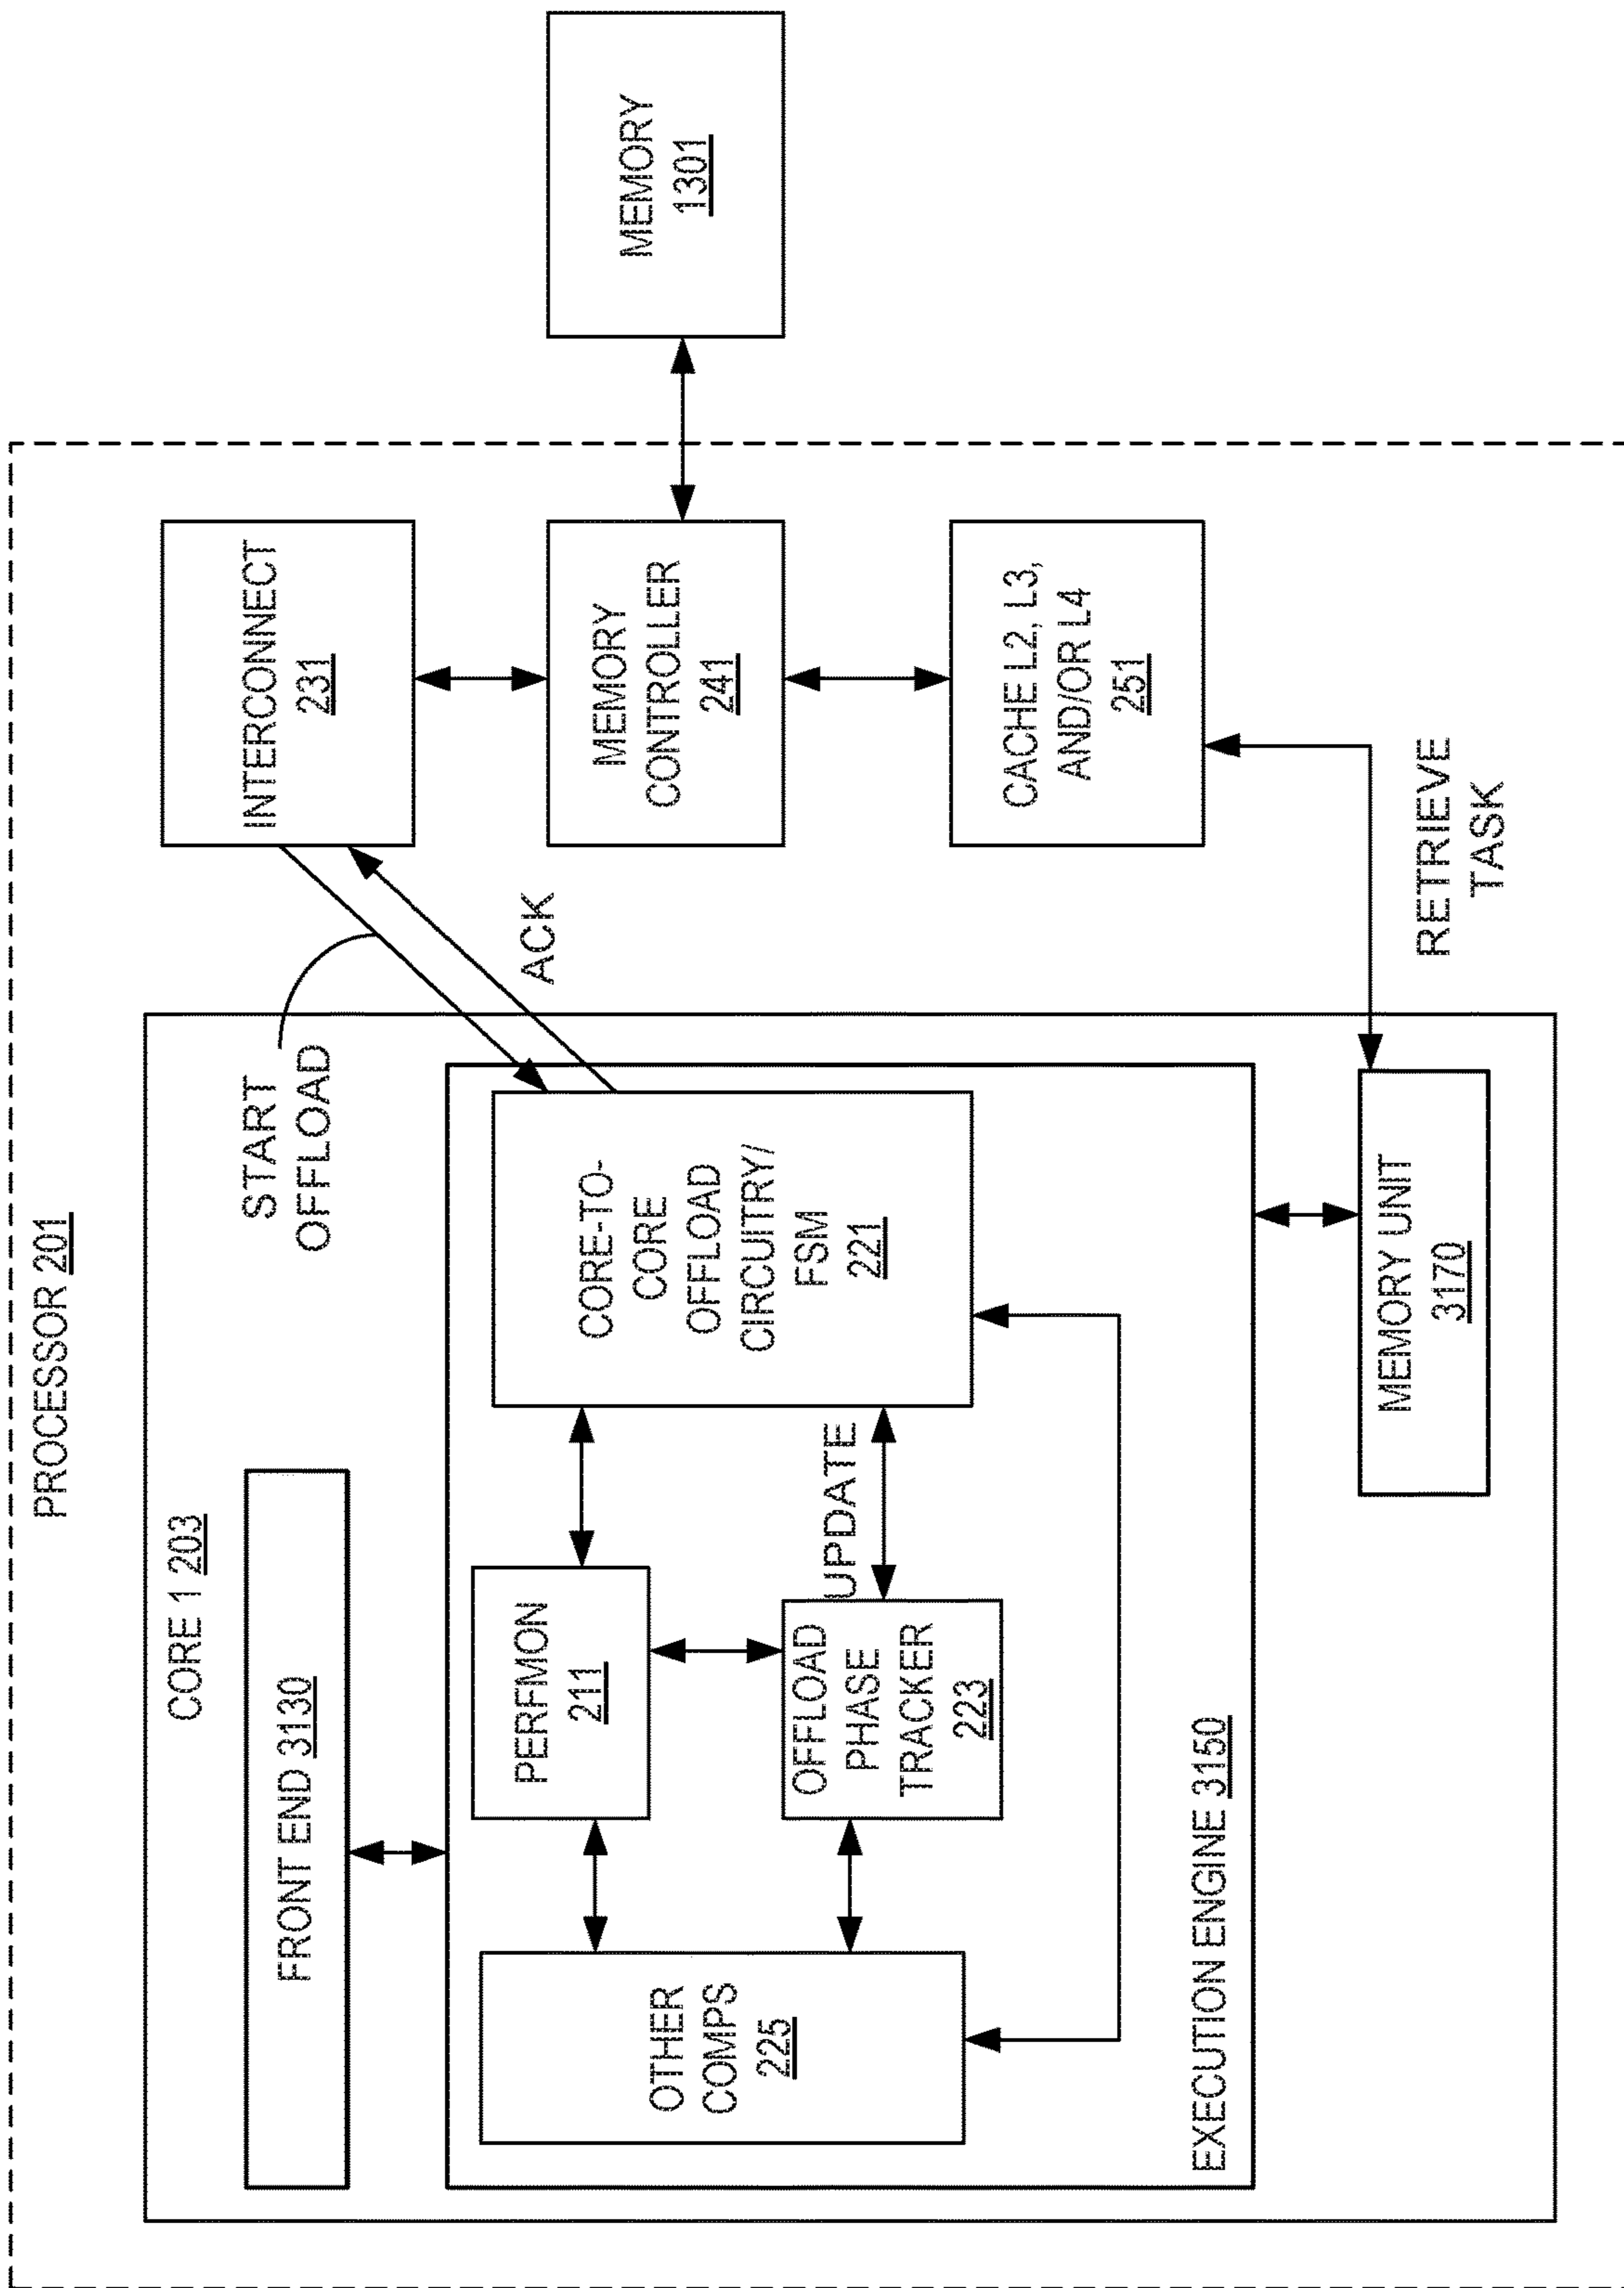 PROCESSOR 201
CORE 1 203
FRONT END 3130
START
OFFLOAD
INTERCONNECT
231
ACK
OTHER
COMPS
225
PERFMON
211
OFFLOAD
PHASE
TRACKER
223
UPDATE
CORE-TO-
CORE
OFFLOAD
CIRCUITRY/
FSM
221
MEMORY
CONTROLLER
241
MEMORY
1301
CACHE L2, L3,
AND/OR L4
251
EXECUTION ENGINE 3150
MEMORY UNIT
3170
RETRIEVE
TASK